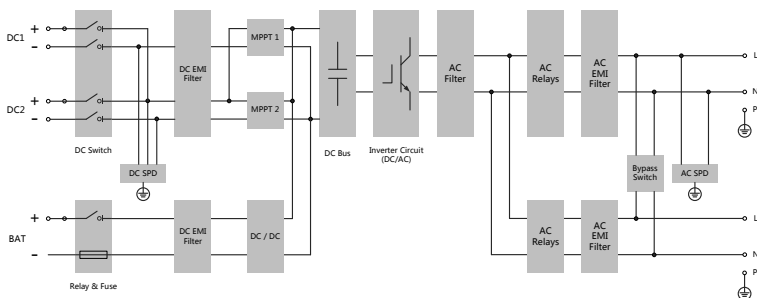 DC1
+
−
DC2
+
−
DC Switch
DC SPD
DC EMI
Filter
MPPT 1
MPPT 2
DC Bus
Inverter Circuit
(DC/AC)
AC
Filter
AC
Relays
AC
EMI
Filter
L
N
P
Bypass
Switch
AC SPD
BAT
+
−
Relay & Fuse
DC EMI
Filter
DC / DC
AC
Relays
AC
EMI
Filter
L
N
P